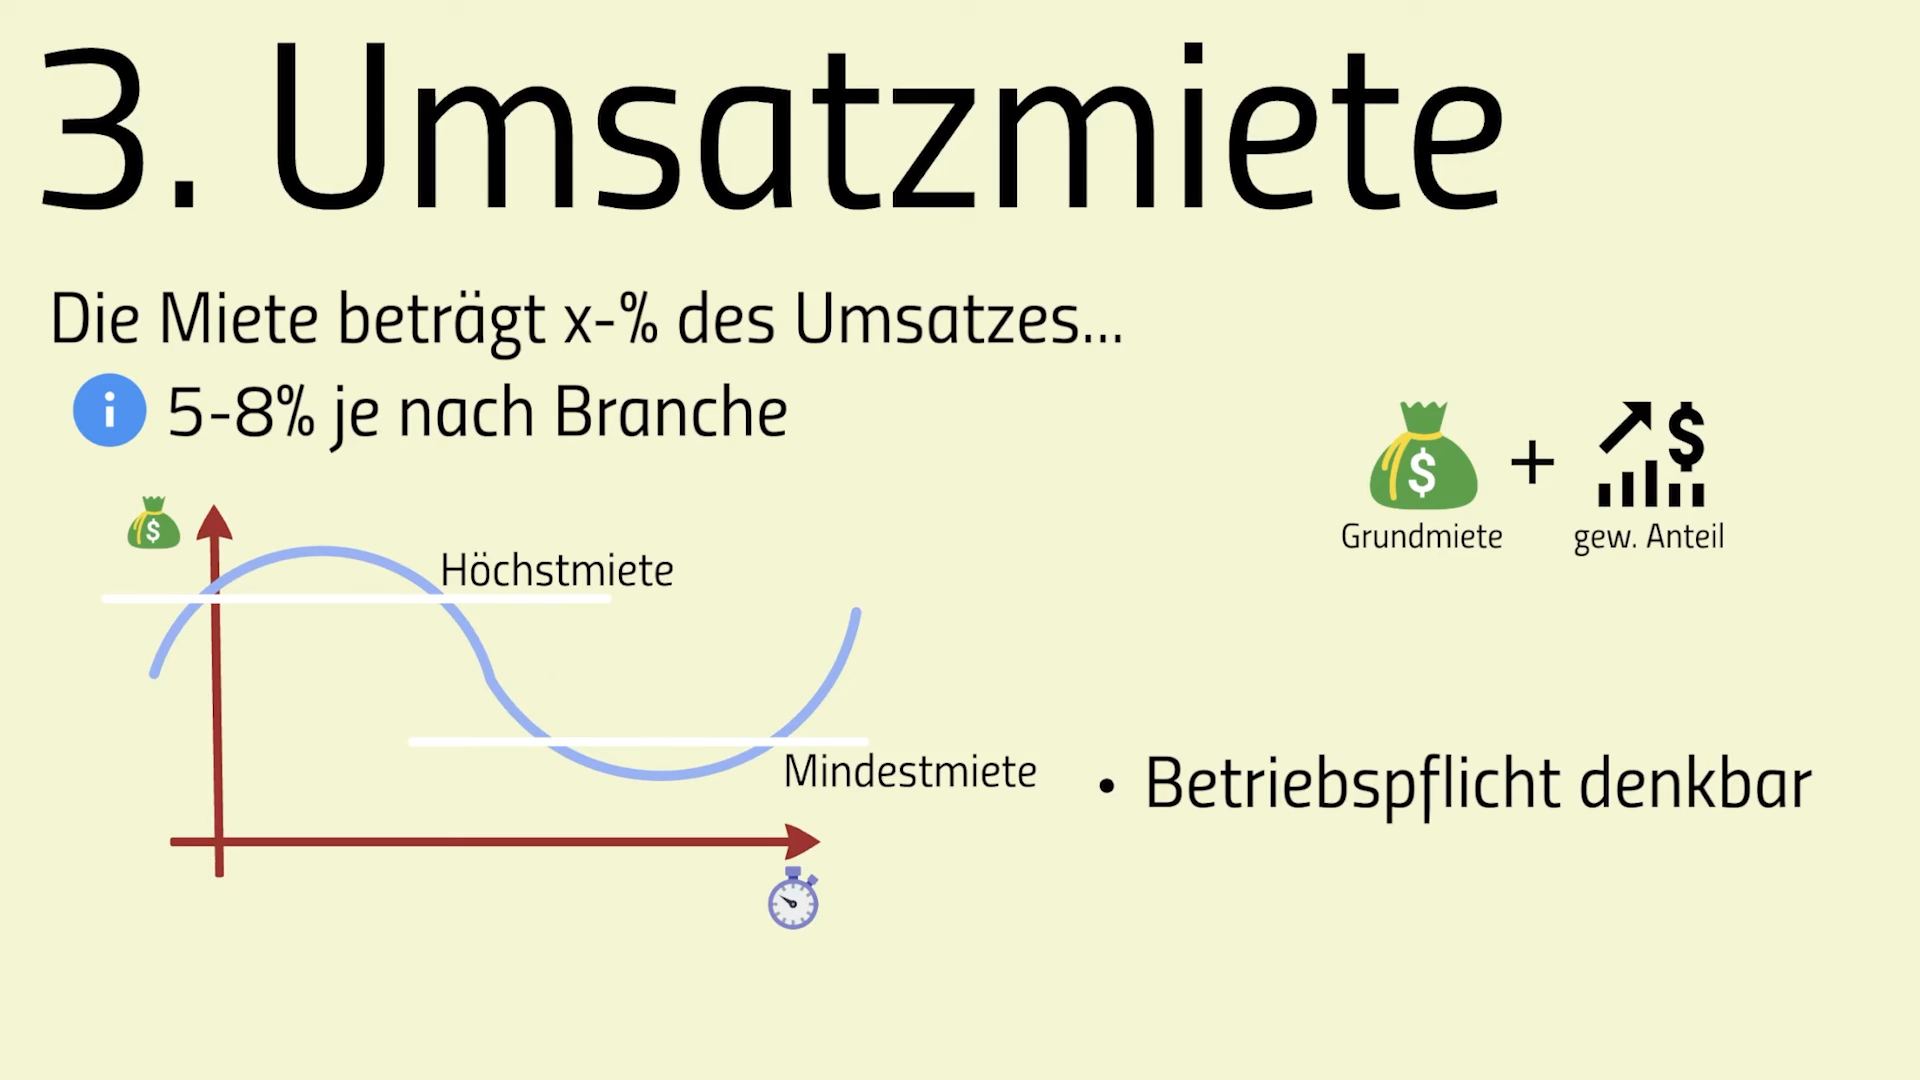 3. Umsatzmiete
Die Miete beträgt x-% des Umsatzes...
i 5-8% je nach Branche
$
$ + $
Grundmiete gew. Anteil
Höchstmiete
Mindestmiete
• Betriebspflicht denkbar